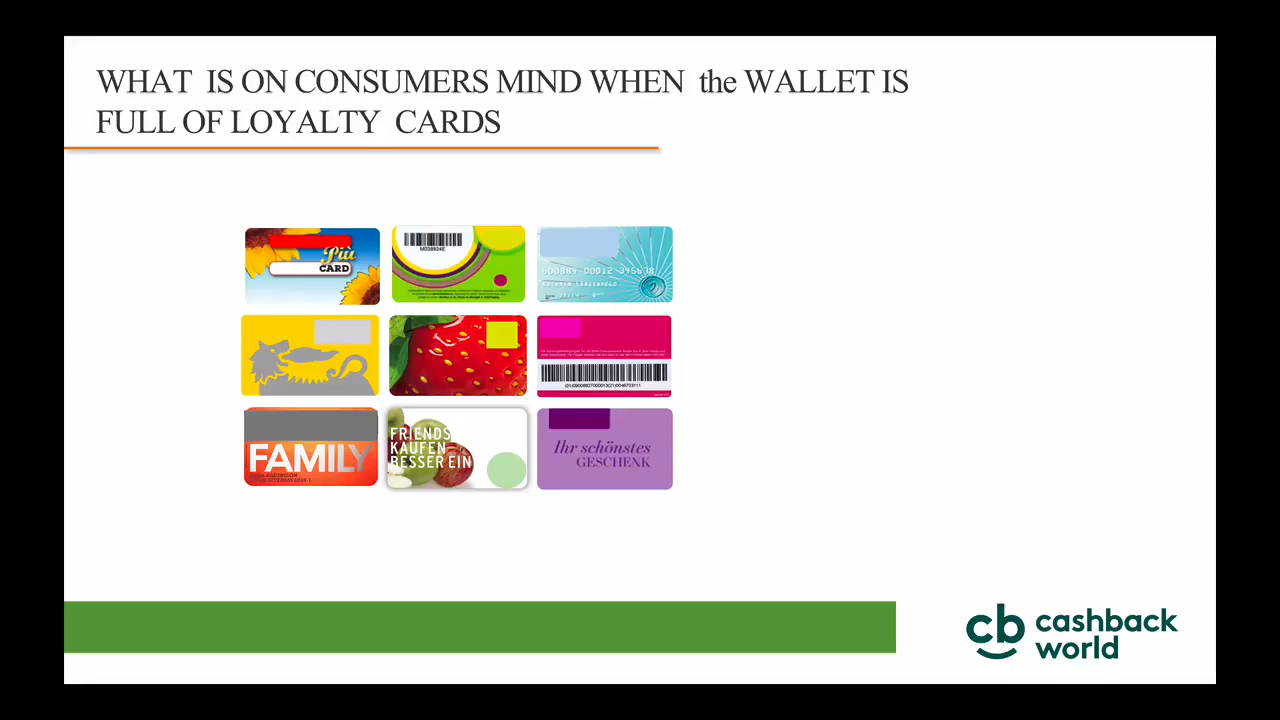 WHAT IS ON CONSUMERS MIND WHEN the WALLET IS
FULL OF LOYALTY CARDS
Più
CARD
M038924E
FAMILY
FRIENDS
KAUFEN
BESSER EIN
Ihr schönstes
GESCHENK
cb cashback
world